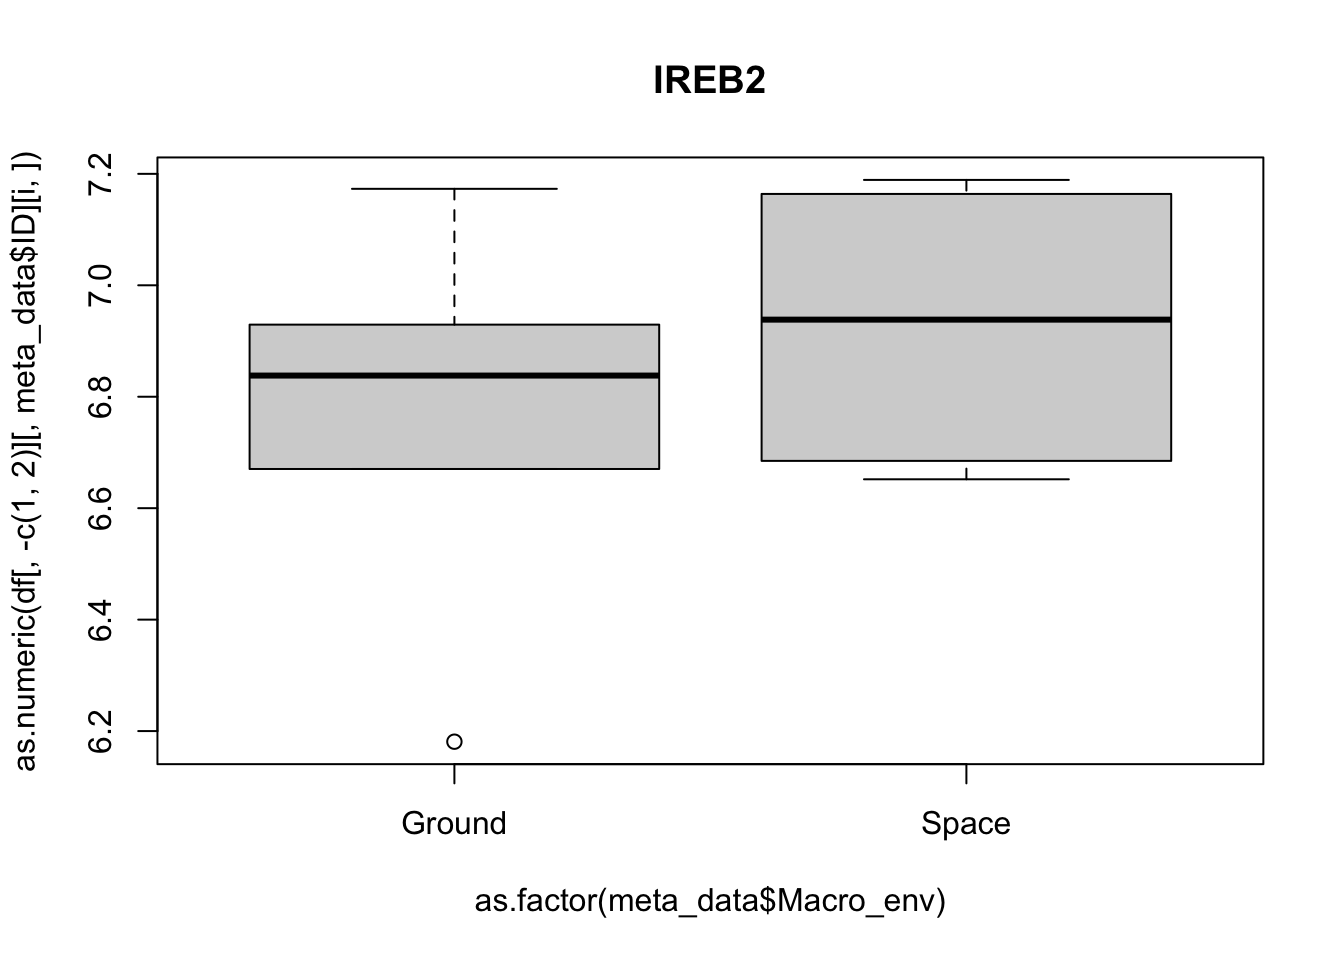 IREB2
as.numeric(df[, -c(1, 2)][, meta_data$ID][i, ])
7.2
7.0
6.8
6.6
6.4
6.2
Ground Space
as.factor(meta_data$Macro_env)